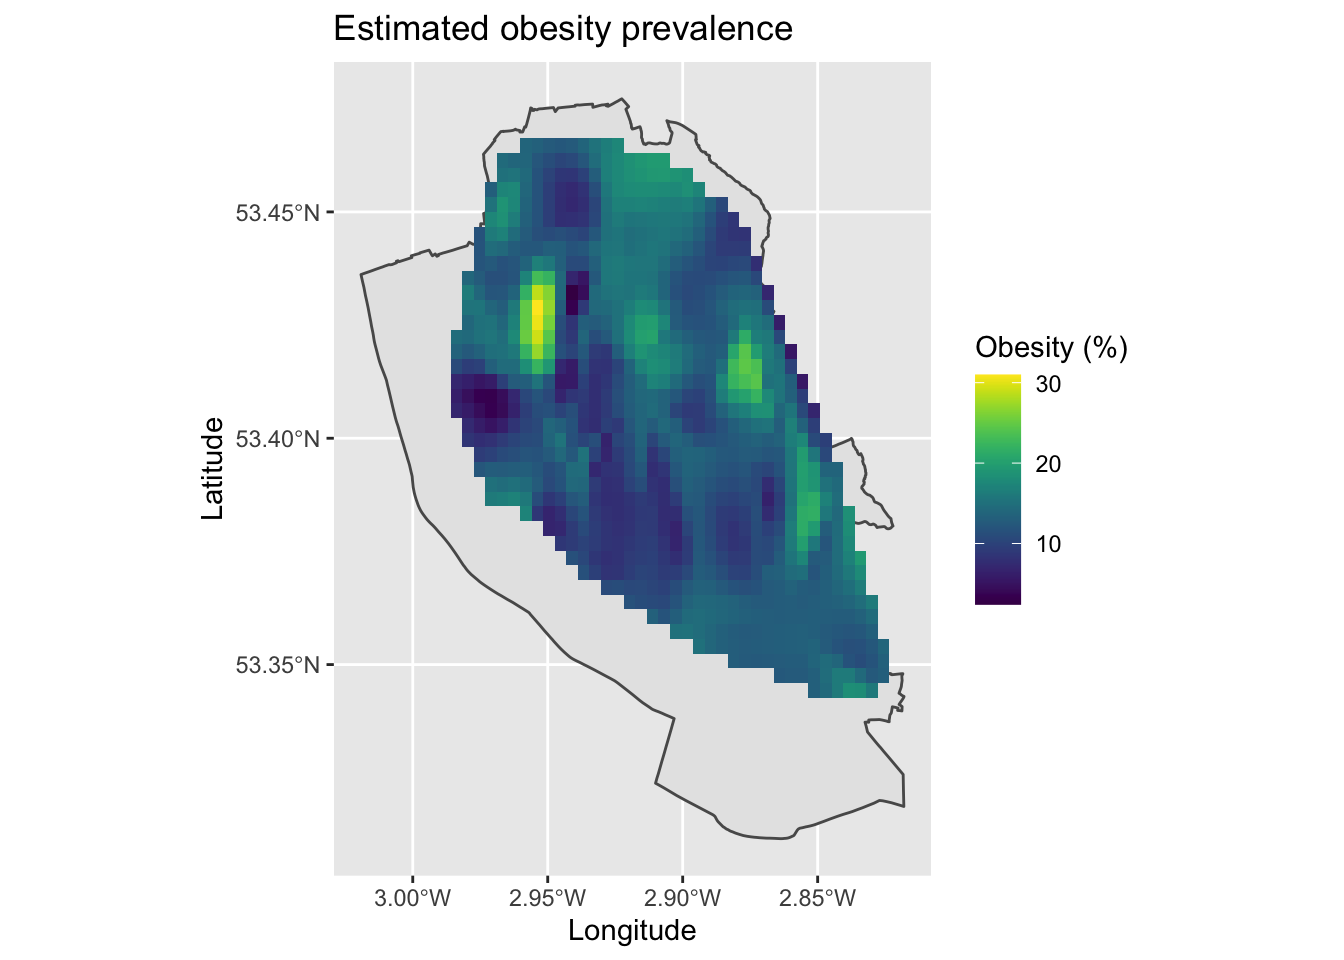 Estimated obesity prevalence
53.45°N
53.40°N
53.35°N
Latitude
3.00°W
2.95°W
2.90°W
2.85°W
Longitude
Obesity (%)
30
20
10